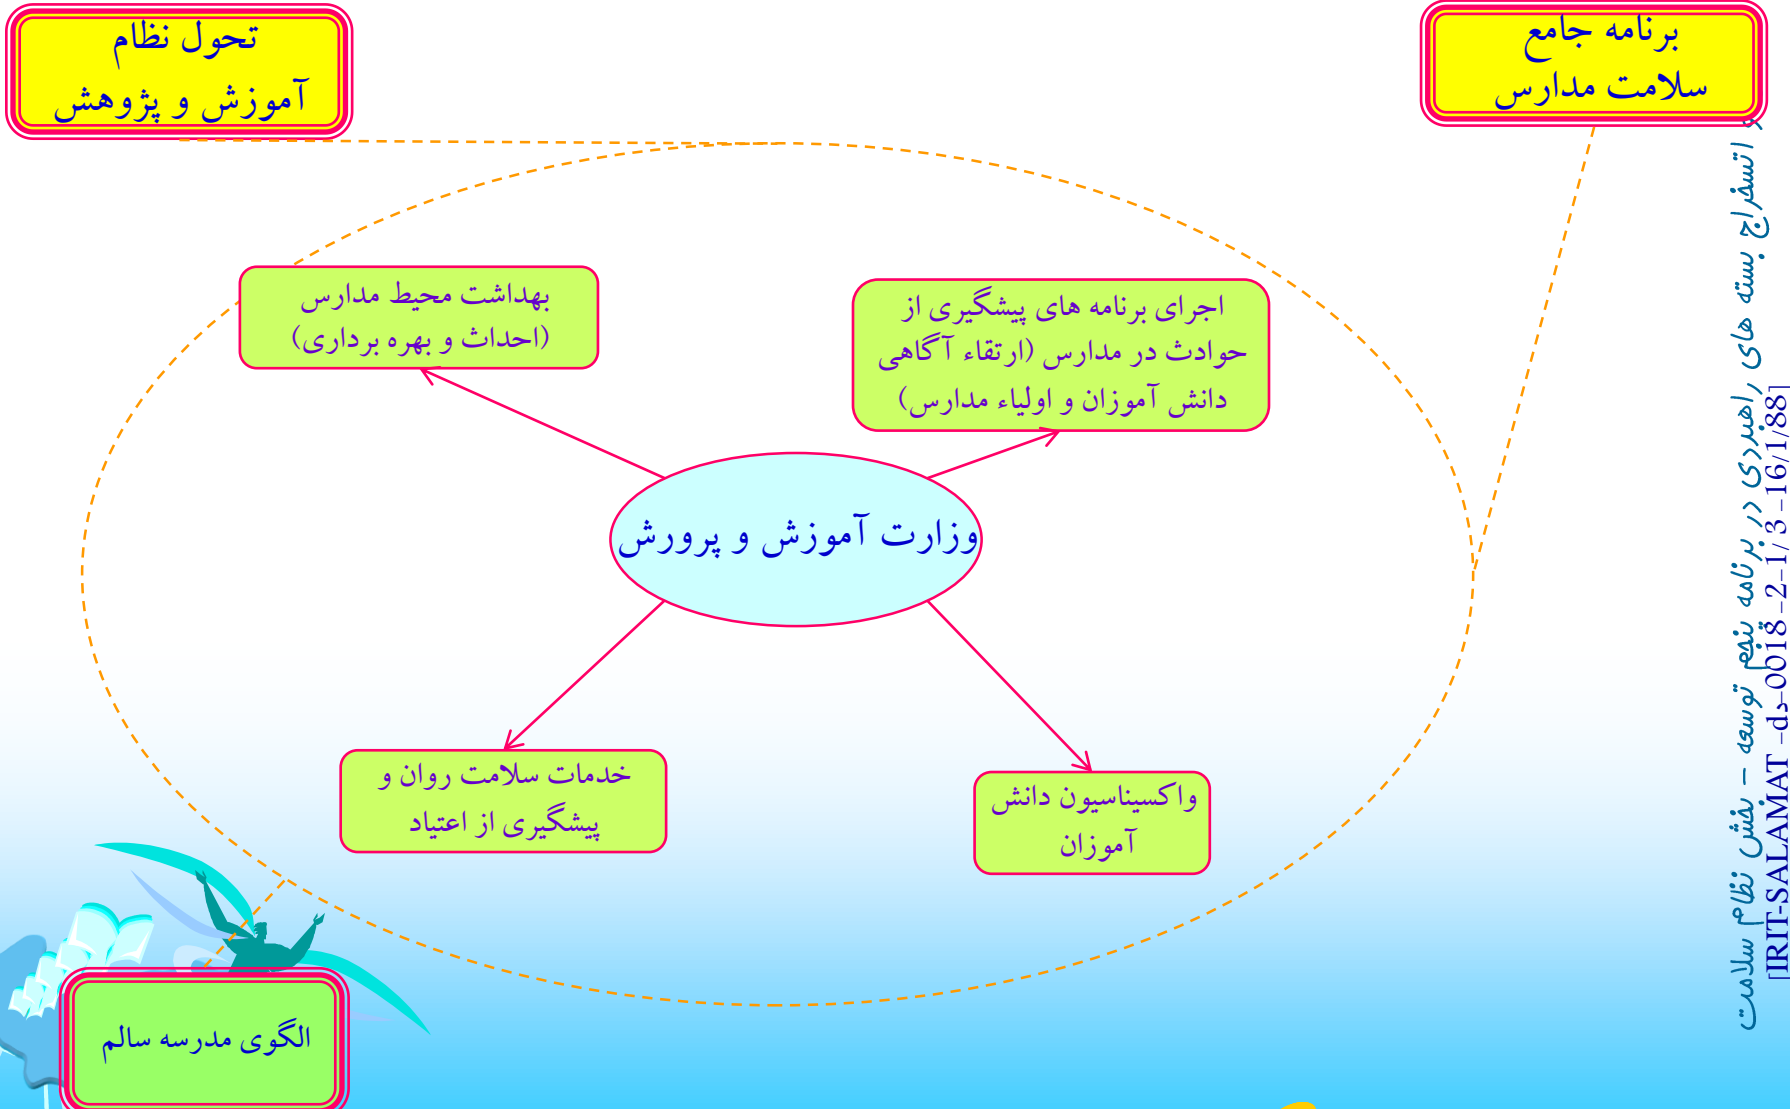 برنامه جامع
سلامت مدارس
تحول نظام
آموزش و پژوهش
اجرای برنامه های پیشگیری از
حوادث در مدارس (ارتقاء آگاهی
دانش آموزان و اولیاء مدارس)
بهداشت محیط مدارس
(احداث و بهره برداری)
وزارت آموزش و پرورش
واکسیناسیون دانش
آموزان
خدمات سلامت روان و
پیشگیری از اعتیاد
الگوی مدرسه سالم
اتسفراج بسته های راهبردی در برنامه پنجم توسعه – بخش نظام سلامت
[IRIT-SALAMAT -دd-0018-2-1/ 3 -16/1/88]